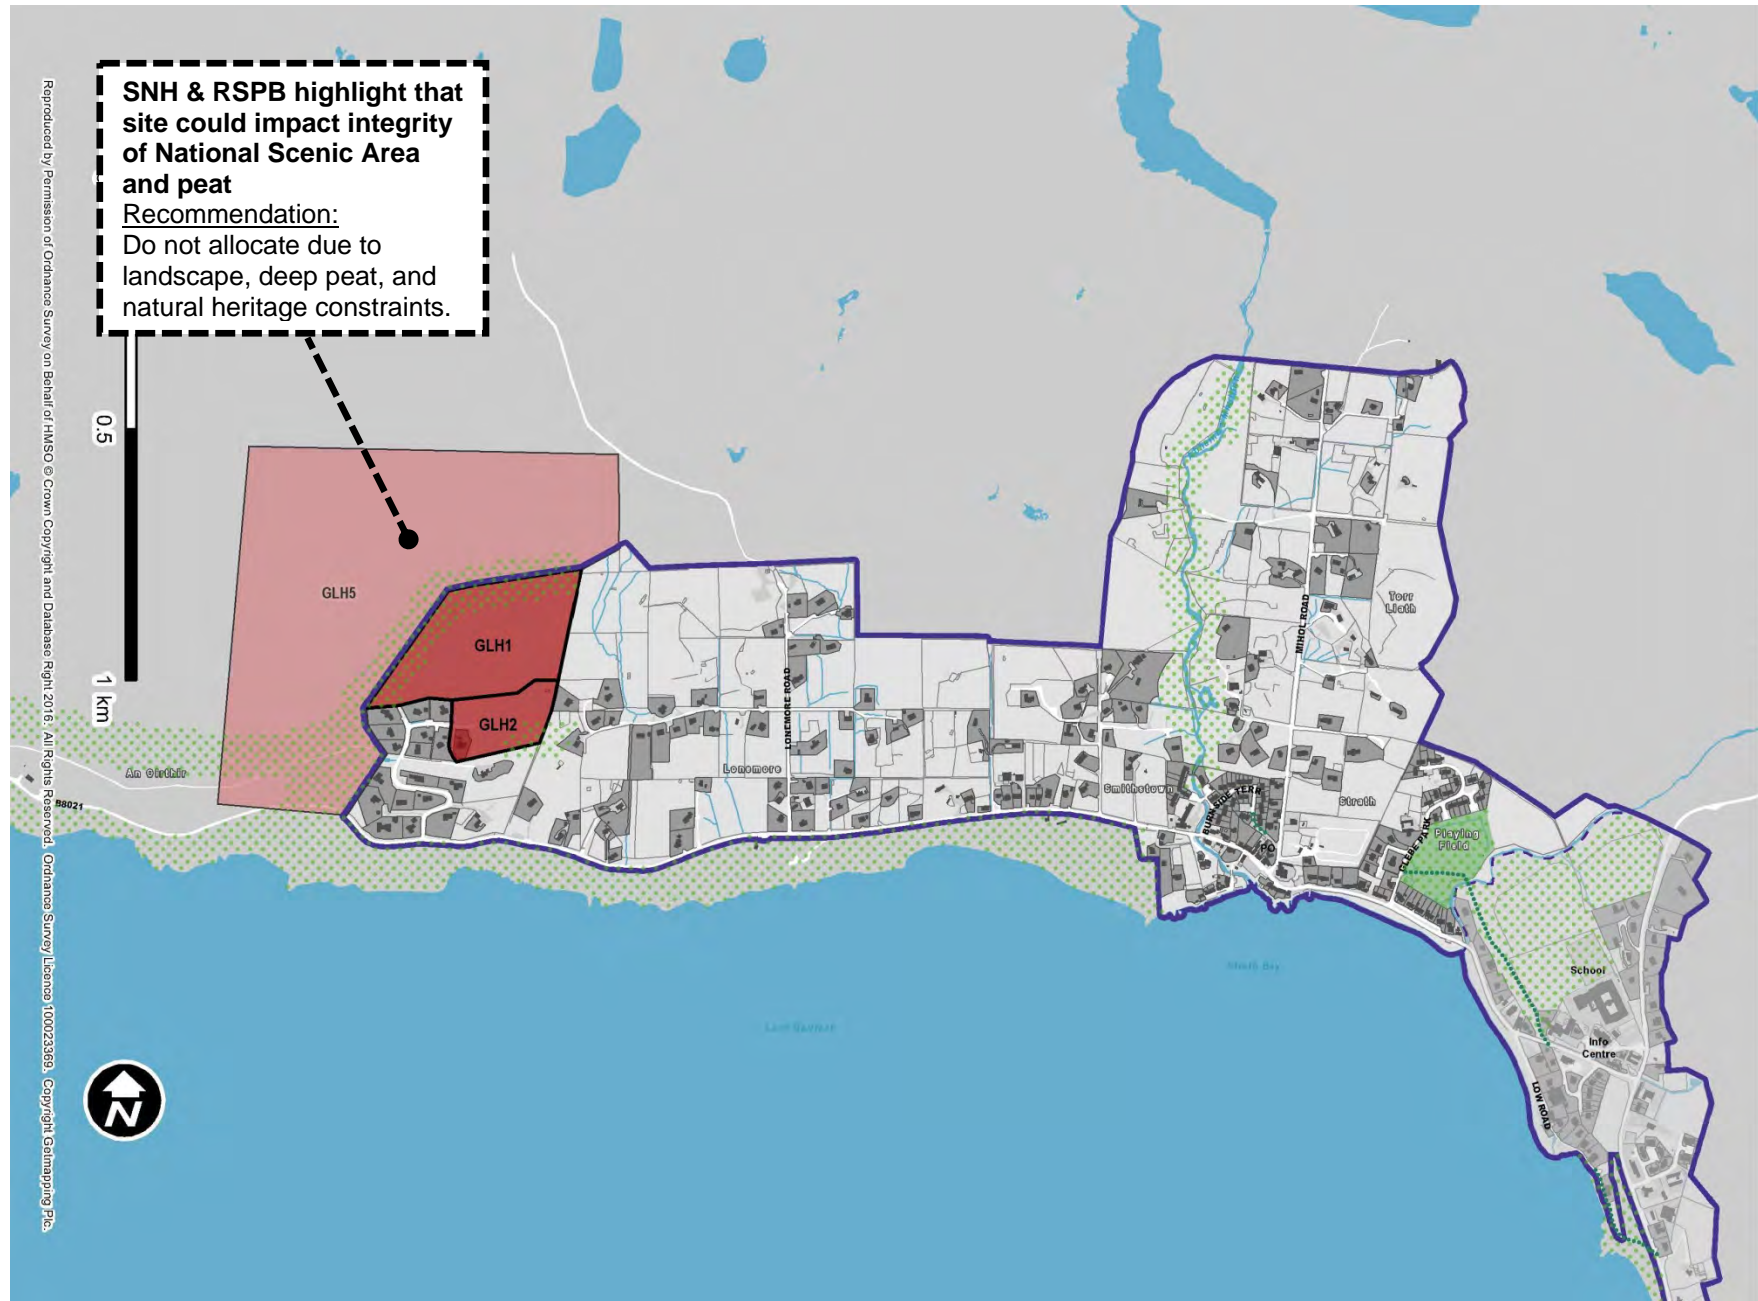 SNH & RSPB highlight that
site could impact integrity
of National Scenic Area
and peat
Recommendation:
Do not allocate due to
landscape, deep peat, and
natural heritage constraints.
Reproduced by Permission of Ordnance Survey on Behalf of HMSO © Crown Copyright and Database Right 2016. All Rights Reserved. Ordnance Survey Licence 100023369. Copyright Getmapping Plc.
0.5
1 km
GLH5
GLH1
GLH2
An Oirthir
B8021
LONEMORE ROAD
Lonemore
Smithstown
BURNSIDE TERR
PO
MIHOL ROAD
Torr
Liath
Strath
GLEBE PARK
Playing
Field
School
Info
Centre
LOW ROAD
Strath Bay
Loch Gairloch
N